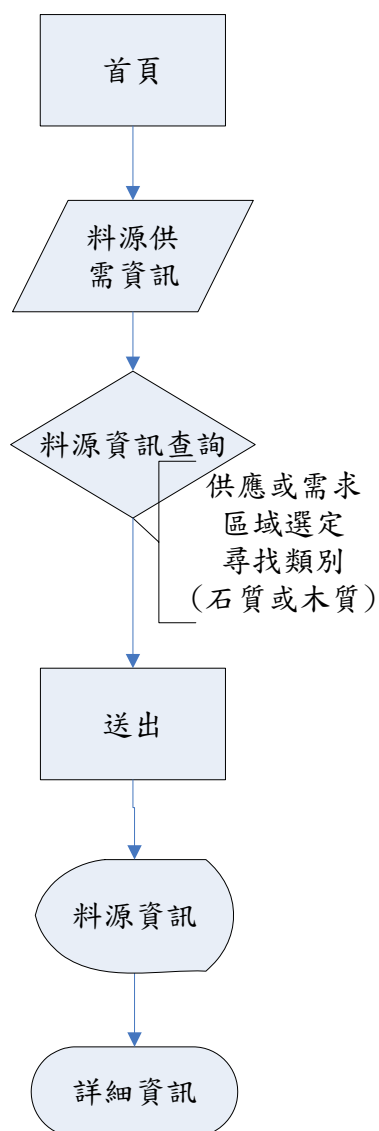 首頁
料源供
需資訊
料源資訊查詢
供應或需求
區域選定
尋找類別
(石質或木質)
送出
料源資訊
詳細資訊